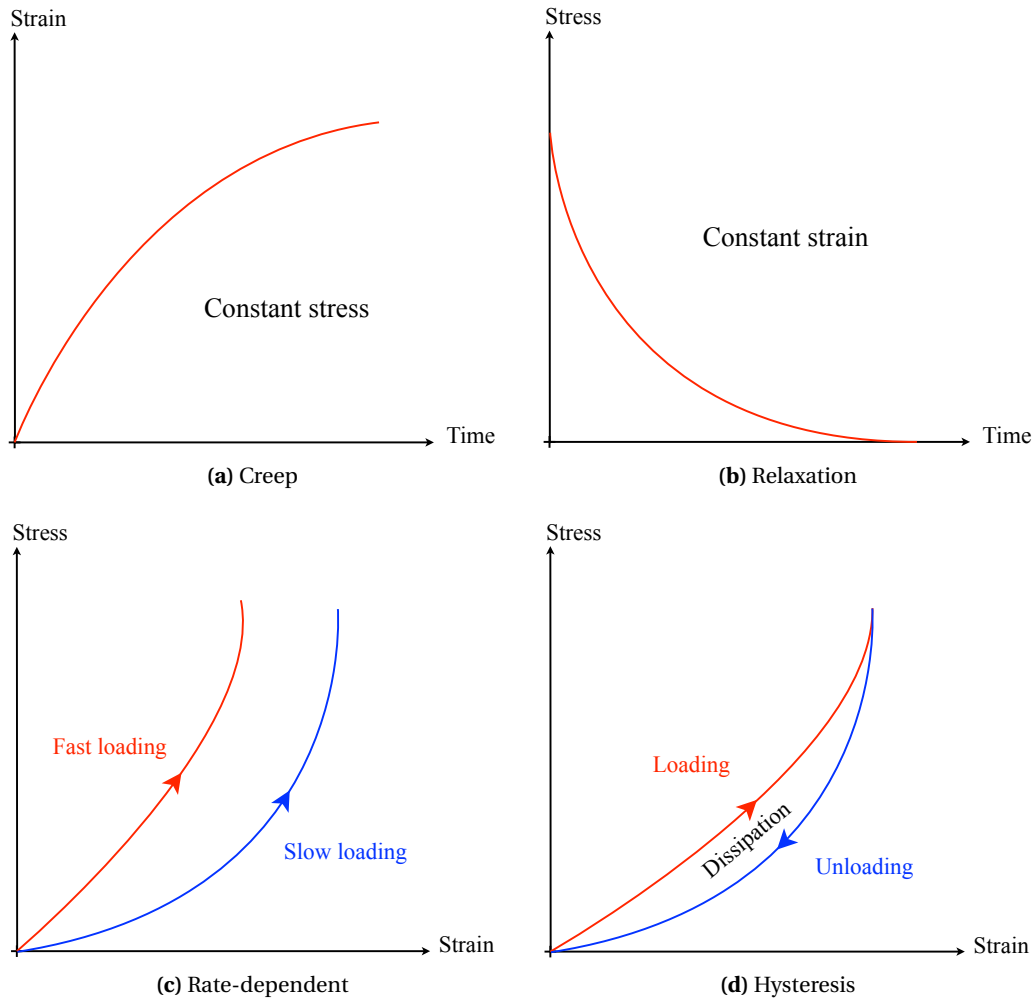 Strain
Constant stress
Time
(a) Creep
Stress
Constant strain
Time
(b) Relaxation
Stress
Fast loading
Slow loading
Strain
(c) Rate-dependent
Stress
Loading
Dissipation
Unloading
Strain
(d) Hysteresis